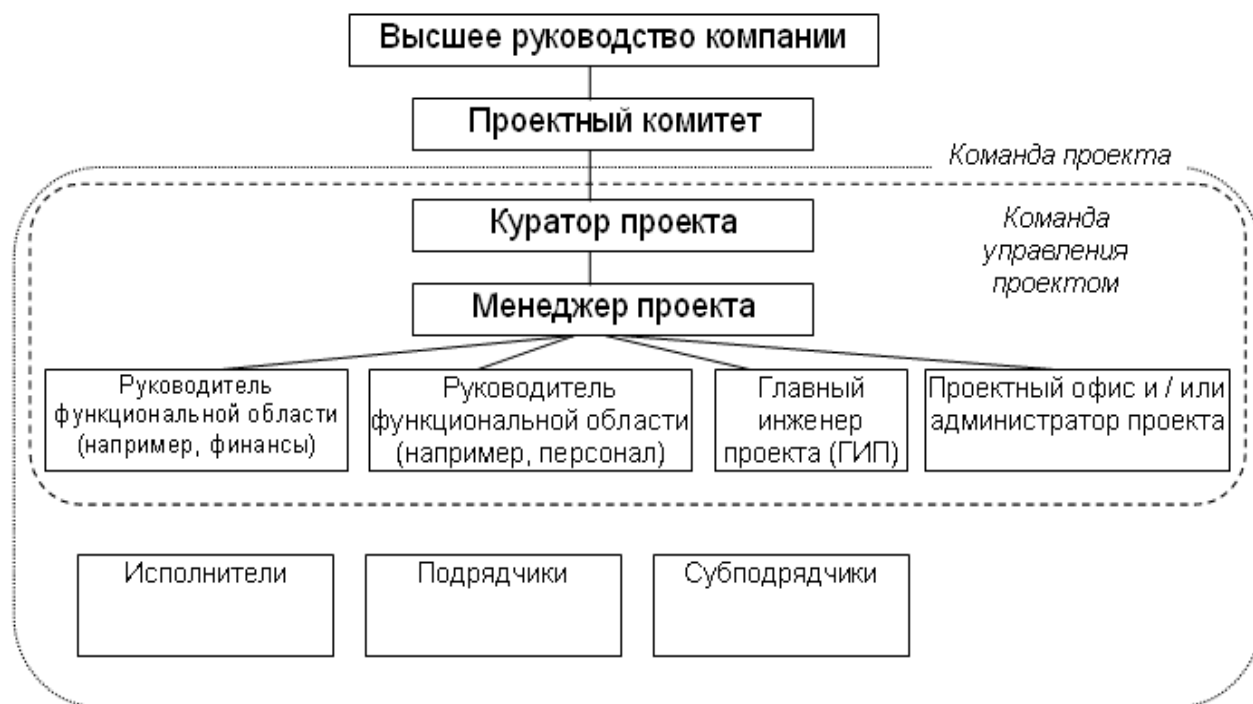 Высшее руководство компании
Проектный комитет
Команда проекта
Куратор проекта
Команда
управления
проектом
Менеджер проекта
Руководитель
функциональной области
(например, финансы)
Руководитель
функциональной области
(например, персонал)
Главный
инженер
проекта (ГИП)
Проектный офис и / или
администратор проекта
Исполнители
Подрядчики
Субподрядчики